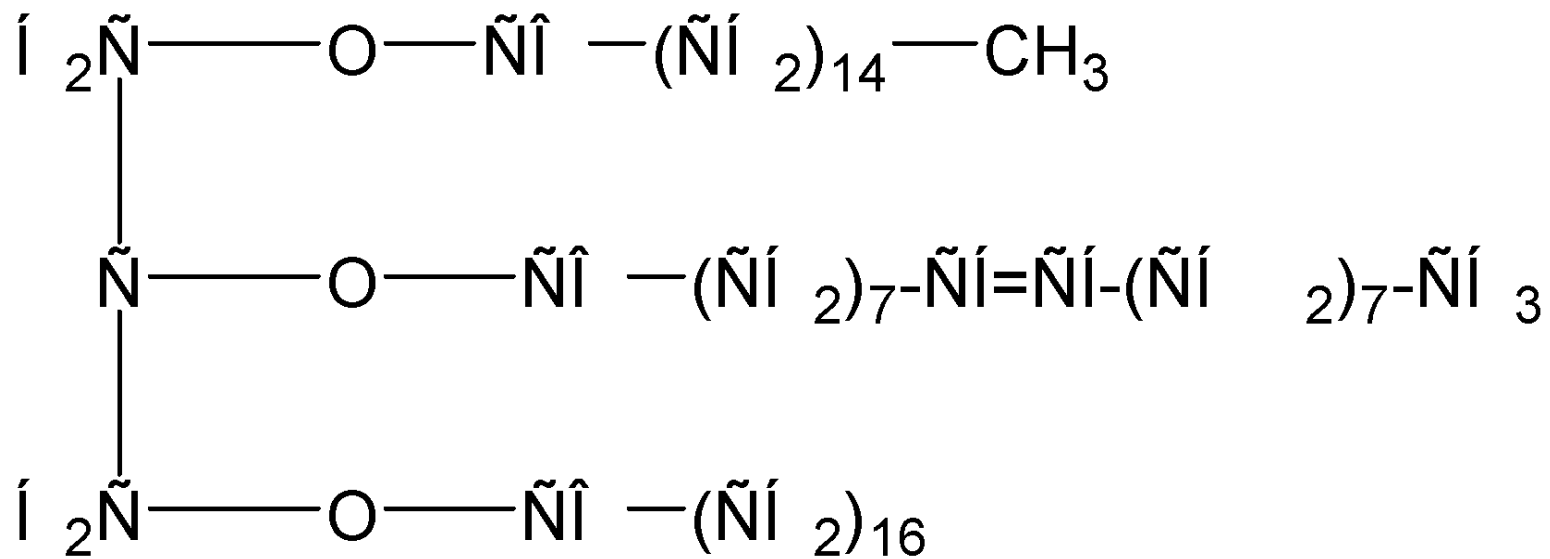 Í 2Ñ—O—ÑÎ—(ÑÍ 2)14—CH3
Ñ—O—ÑÎ—(ÑÍ 2)7-ÑÍ=ÑÍ-(ÑÍ 2)7-ÑÍ 3
Í 2Ñ—O—ÑÎ—(ÑÍ 2)16